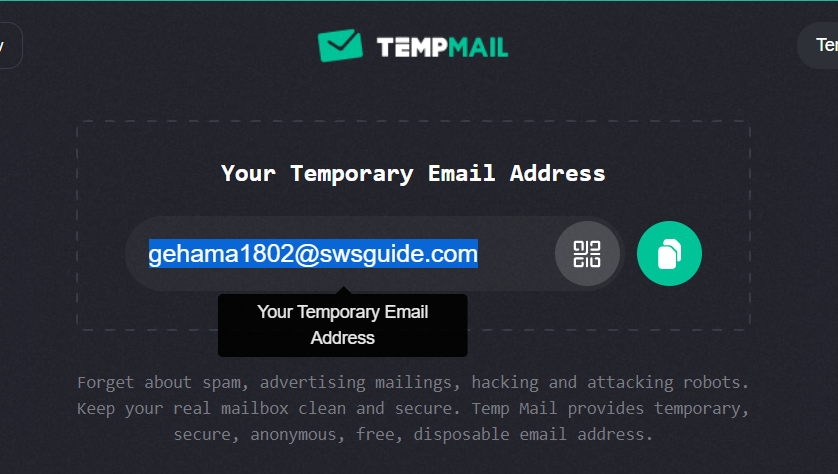 y
TEMPMAIL
Ter
Your Temporary Email Address
gehama1802@swsguide.com
Your Temporary Email
Address
Forget about spam, advertising mailings, hacking and attacking robots.
Keep your real mailbox clean and secure. Temp Mail provides temporary,
secure, anonymous, free, disposable email address.